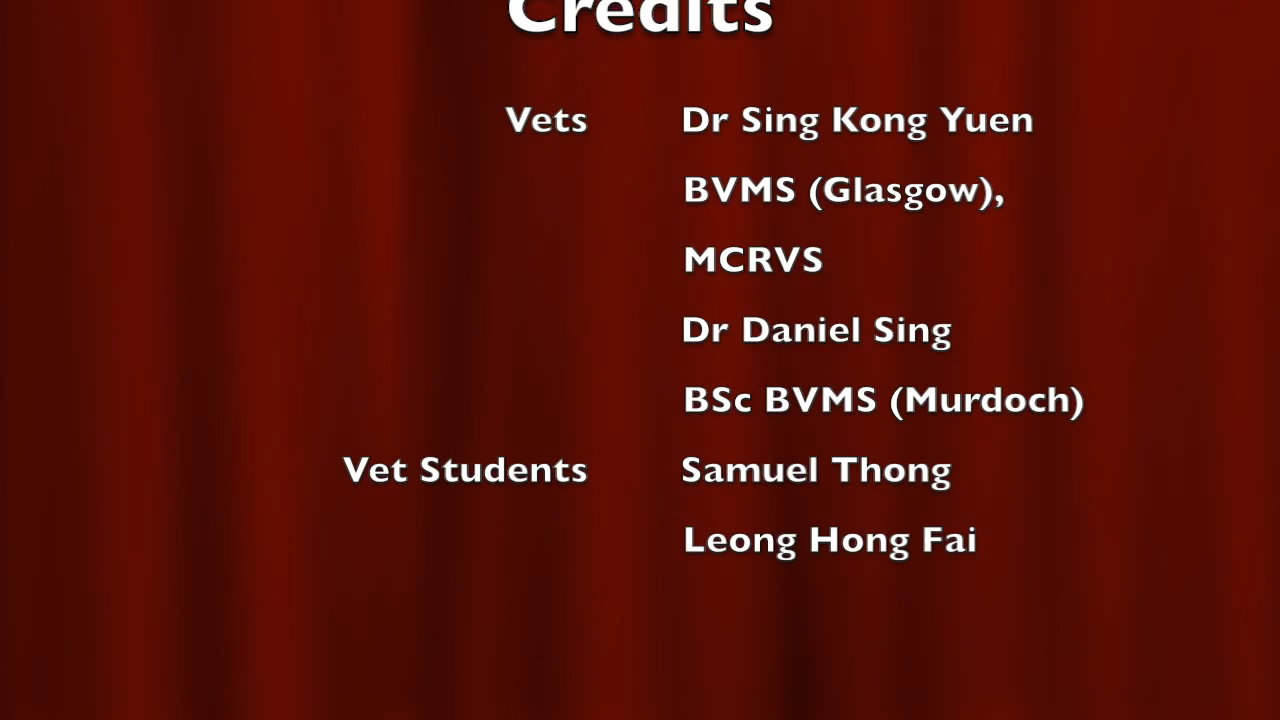 Credits
Vets Dr Sing Kong Yuen
BVMS (Glasgow),
MCRVS
Dr Daniel Sing
BSc BVMS (Murdoch)
Vet Students Samuel Thong
Leong Hong Fai